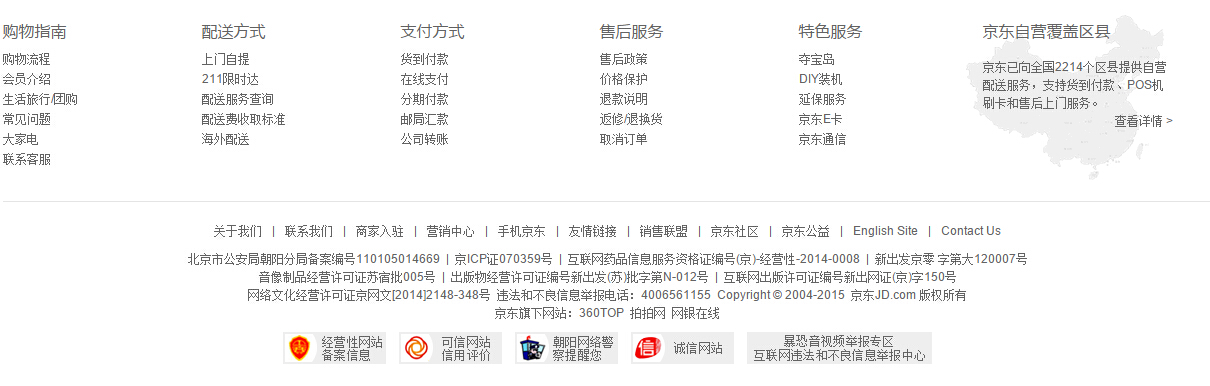 购物指南
购物流程
会员介绍
生活旅行/团购
常见问题
大家电
联系客服
配送方式
上门自提
211限时达
配送服务查询
配送费收取标准
海外配送
支付方式
货到付款
在线支付
分期付款
邮局汇款
公司转账
售后服务
售后政策
价格保护
退款说明
返修/退换货
取消订单
特色服务
夺宝岛
DIY装机
延保服务
京东E卡
京东通信
京东自营覆盖区县
京东已向全国2214个区县提供自营
配送服务，支持货到付款、POS机
刷卡和售后上门服务。
查看详情 >
关于我们 | 联系我们 | 商家入驻 | 营销中心 | 手机京东 | 友情链接 | 销售联盟 | 京东社区 | 京东公益 | English Site | Contact Us
北京市公安局朝阳分局备案编号110105014669 | 京ICP证070359号 | 互联网药品信息服务资格证编号(京)-经营性-2014-0008 | 新出发京零 字第大120007号
音像制品经营许可证苏宿批005号 | 出版物经营许可证编号新出发(苏)批字第N-012号 | 互联网出版许可证编号新出网证(京)字150号
网络文化经营许可证京网文[2014]2148-348号 违法和不良信息举报电话：4006561155 Copyright © 2004-2015 京东JD.com 版权所有
京东旗下网站：360TOP 拍拍网 网银在线
经营性网站
备案信息
可信网站
信用评价
朝阳网络警
察提醒您
诚信网站
暴恐音视频举报专区
互联网违法和不良信息举报中心